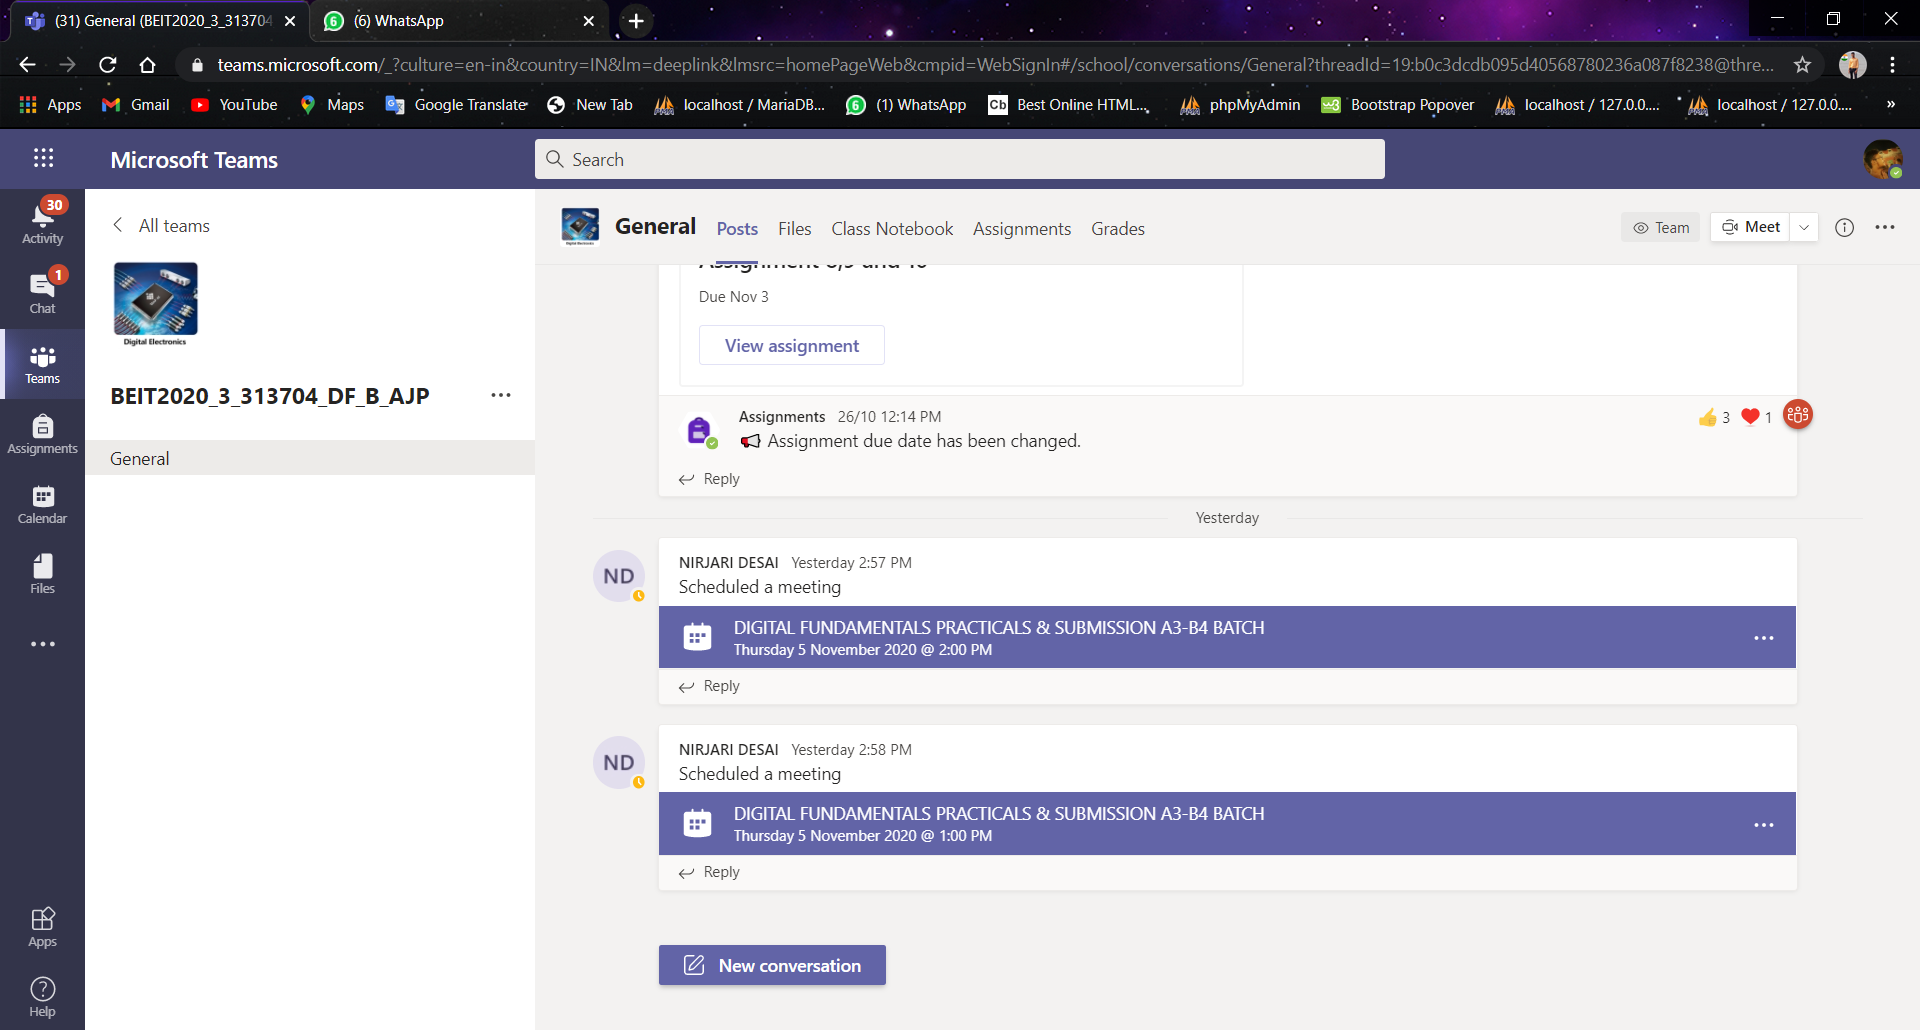 (31) General (BEIT2020_3_313704
(6) WhatsApp
teams.microsoft.com/_?culture=en-in&country=IN&lm=deeplink&lmsrc=homePageWeb&cmpid=WebSignIn#/school/conversations/General?threadId=19:b0c3dcdb095d40568780236a087f8238@thre...
Apps
Gmail
YouTube
Maps
Google Translate
New Tab
localhost / MariaDB...
(1) WhatsApp
Best Online HTML...
phpMyAdmin
Bootstrap Popover
localhost / 127.0.0....
localhost / 127.0.0....
»
Microsoft Teams
Search
30
Activity
1
Chat
Teams
Assignments
Calendar
Files
Apps
Help
All teams
Digital Electronics
BEIT2020_3_313704_DF_B_AJP
General
General
Posts
Files
Class Notebook
Assignments
Grades
Team
Meet
Due Nov 3
View assignment
Assignments 26/10 12:14 PM
Assignment due date has been changed.
3
1
Reply
Yesterday
ND
NIRJARI DESAI Yesterday 2:57 PM
Scheduled a meeting
DIGITAL FUNDAMENTALS PRACTICALS & SUBMISSION A3-B4 BATCH
Thursday 5 November 2020 @ 2:00 PM
Reply
ND
NIRJARI DESAI Yesterday 2:58 PM
Scheduled a meeting
DIGITAL FUNDAMENTALS PRACTICALS & SUBMISSION A3-B4 BATCH
Thursday 5 November 2020 @ 1:00 PM
Reply
New conversation